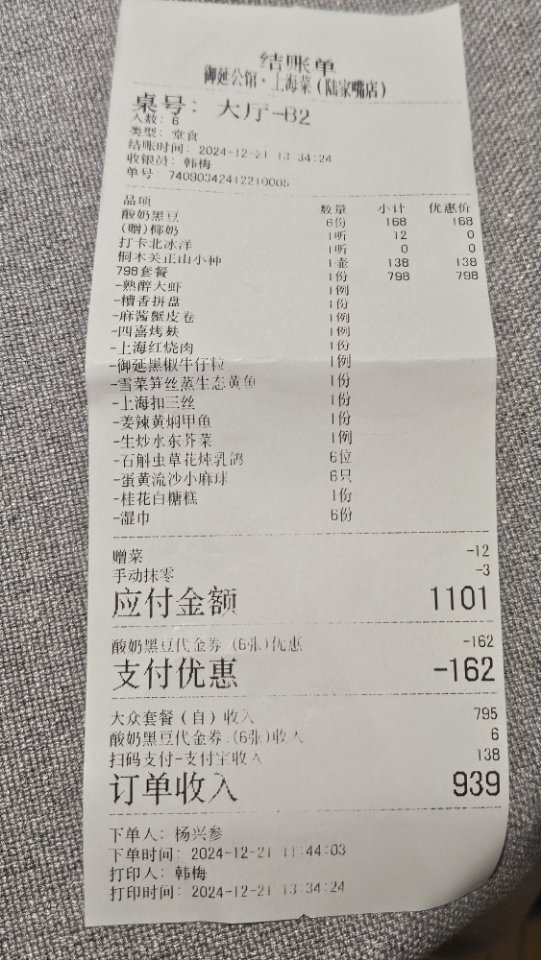 结账单
御延公馆·上海菜(陆家嘴店)
桌号: 大厅-B2
人数: 6
类型: 堂食
结账时间: 2024-12-21 13:34:24
收银员: 韩梅
单号: 74090342412210005
品项 数量 小计 优惠价
酸奶黑豆 6份 168 168
(赠)椰奶 1听 12 0
打卡北冰洋 1听 0 0
桐木关正山小种 1壶 138 138
798套餐 1份 798 798
-熟醉大虾 1例
-糟香拼盘 1份
-麻酱蟹皮卷 1例
-四喜烤麸 1例
-上海红烧肉 1份
-御延黑椒牛仔粒 1例
-雪菜笋丝蒸生态黄鱼 1份
-上海扣三丝 1份
-姜辣黄焖甲鱼 1份
-生炒水东芥菜 1例
-石斛虫草花炖乳鸽 6位
-蛋黄流沙小麻球 6只
-桂花白糖糕 1份
-湿巾 6份
赠菜 -12
手动抹零 -3
应付金额 1101
酸奶黑豆代金券.(6张)优惠 -162
支付优惠 -162
大众套餐(自)收入 795
酸奶黑豆代金券.(6张)收入 6
扫码支付-支付宝收入 138
订单收入 939
下单人: 杨兴参
下单时间: 2024-12-21 11:44:03
打印人: 韩梅
打印时间: 2024-12-21 13:34:24